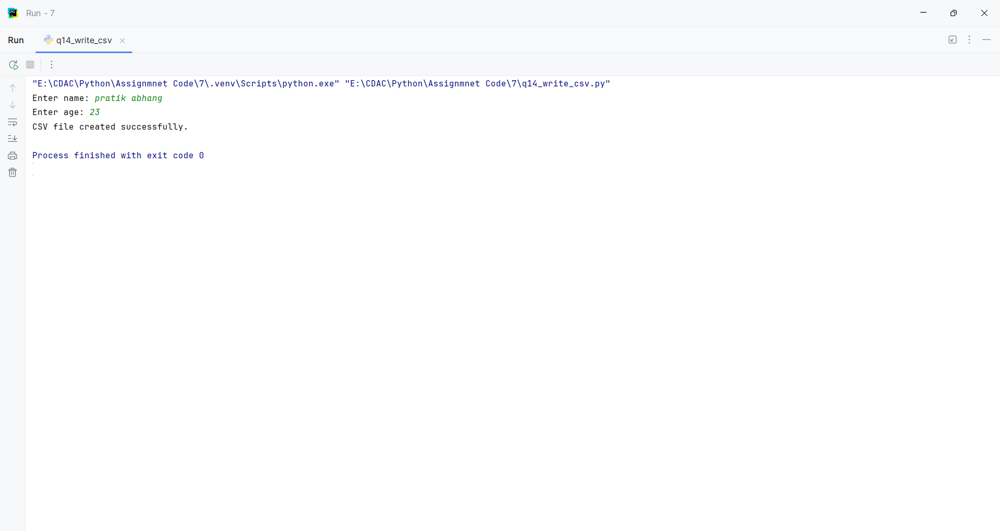 Run - 7
Run q14_write_csv
"E:\CDAC\Python\Assignmnet Code\7\.venv\Scripts\python.exe" "E:\CDAC\Python\Assignmnet Code\7\q14_write_csv.py"
Enter name: pratik abhang
Enter age: 23
CSV file created successfully.
Process finished with exit code 0